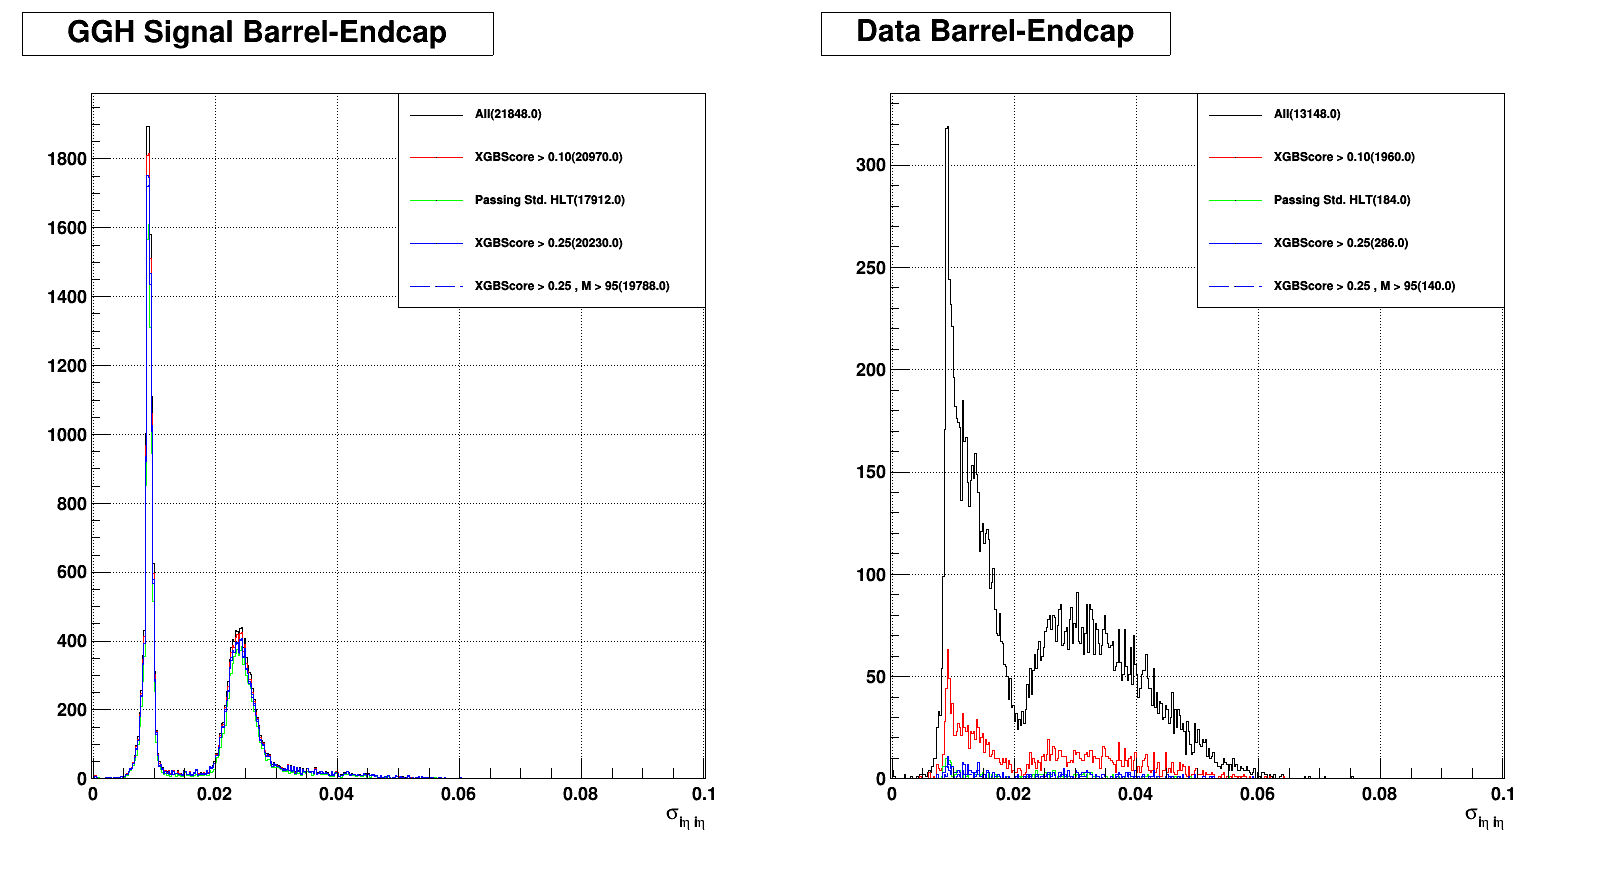 GGH Signal Barrel-Endcap
All(21848.0)
XGBScore > 0.10(20970.0)
Passing Std. HLT(17912.0)
XGBScore > 0.25(20230.0)
XGBScore > 0.25 , M > 95(19788.0)
1800
1600
1400
1200
1000
800
600
400
200
0
0 0.02 0.04 0.06 0.08 0.1
σiη iη
Data Barrel-Endcap
All(13148.0)
XGBScore > 0.10(1960.0)
Passing Std. HLT(184.0)
XGBScore > 0.25(286.0)
XGBScore > 0.25 , M > 95(140.0)
300
250
200
150
100
50
0
0 0.02 0.04 0.06 0.08 0.1
σiη iη